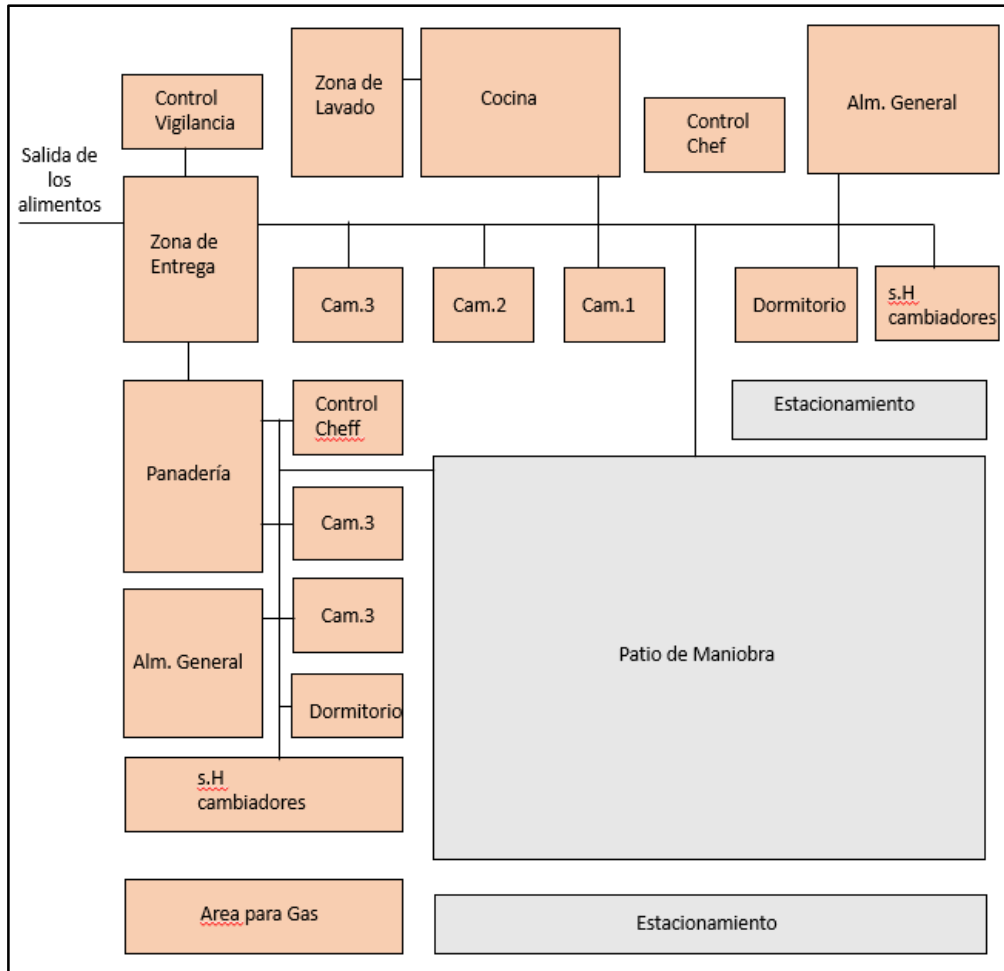 Control
Vigilancia
Zona de
Lavado
Cocina
Control
Chef
Alm. General
Salida de
los
alimentos
Zona de
Entrega
Cam.3
Cam.2
Cam.1
Dormitorio
s.H
cambiadores
Estacionamiento
Panadería
Control
Cheff
Cam.3
Cam.3
Alm. General
Dormitorio
s.H
cambiadores
Patio de Maniobra
Area para Gas
Estacionamiento